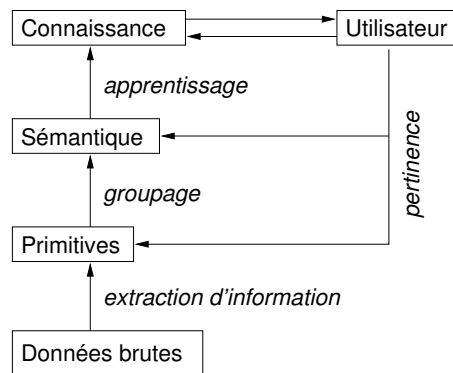 Connaissance
Utilisateur
apprentissage
Sémantique
pertinence
groupage
Primitives
extraction d'information
Données brutes